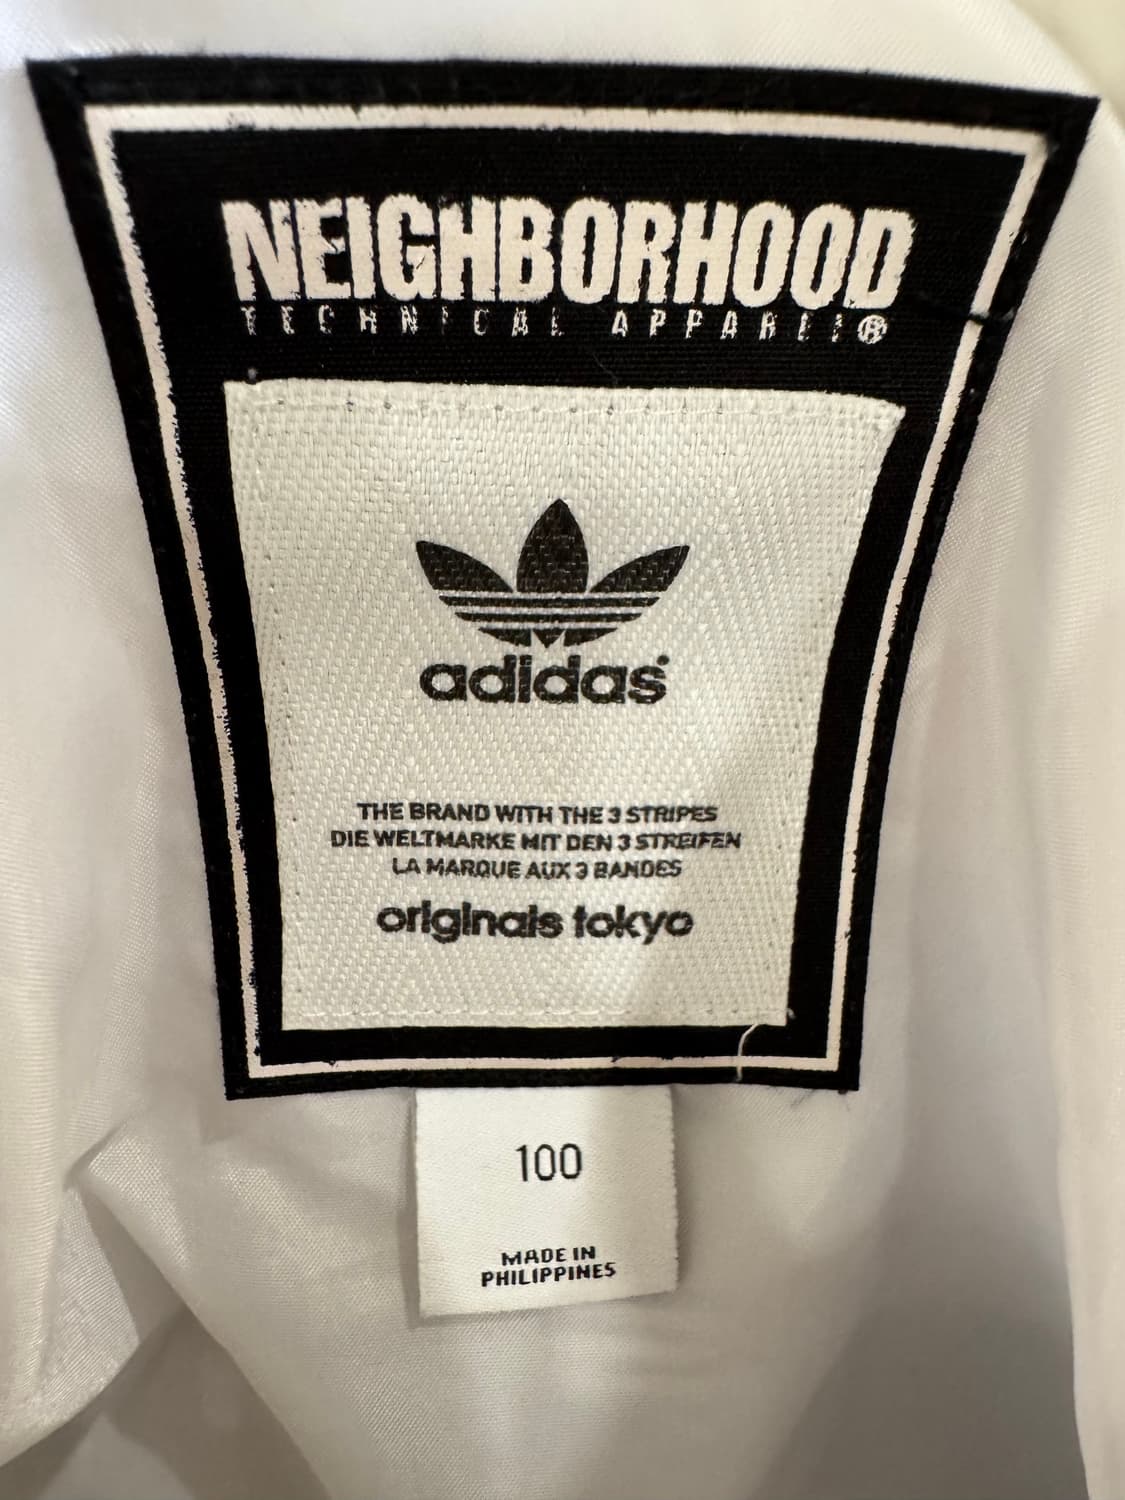 NEIGHBORHOOD
TECHNICAL APPAREL®
adidas
THE BRAND WITH THE 3 STRIPES
DIE WELTMARKE MIT DEN 3 STREIFEN
LA MARQUE AUX 3 BANDES
originals tokyo
100
MADE IN
PHILIPPINES